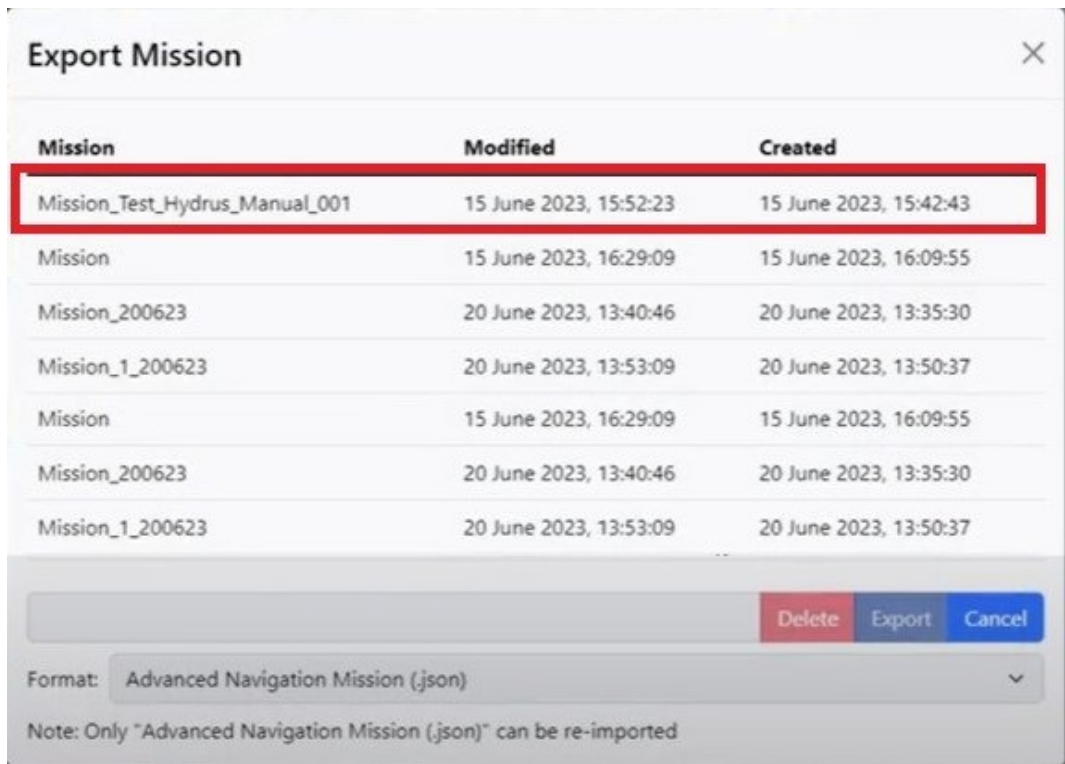 Export Mission
Mission Modified Created
Mission_Test_Hydrus_Manual_001 15 June 2023, 15:52:23 15 June 2023, 15:42:43
Mission 15 June 2023, 16:29:09 15 June 2023, 16:09:55
Mission_200623 20 June 2023, 13:40:46 20 June 2023, 13:35:30
Mission_1_200623 20 June 2023, 13:53:09 20 June 2023, 13:50:37
Mission 15 June 2023, 16:29:09 15 June 2023, 16:09:55
Mission_200623 20 June 2023, 13:40:46 20 June 2023, 13:35:30
Mission_1_200623 20 June 2023, 13:53:09 20 June 2023, 13:50:37
Delete Export Cancel
Format: Advanced Navigation Mission (.json)
Note: Only "Advanced Navigation Mission (.json)" can be re-imported